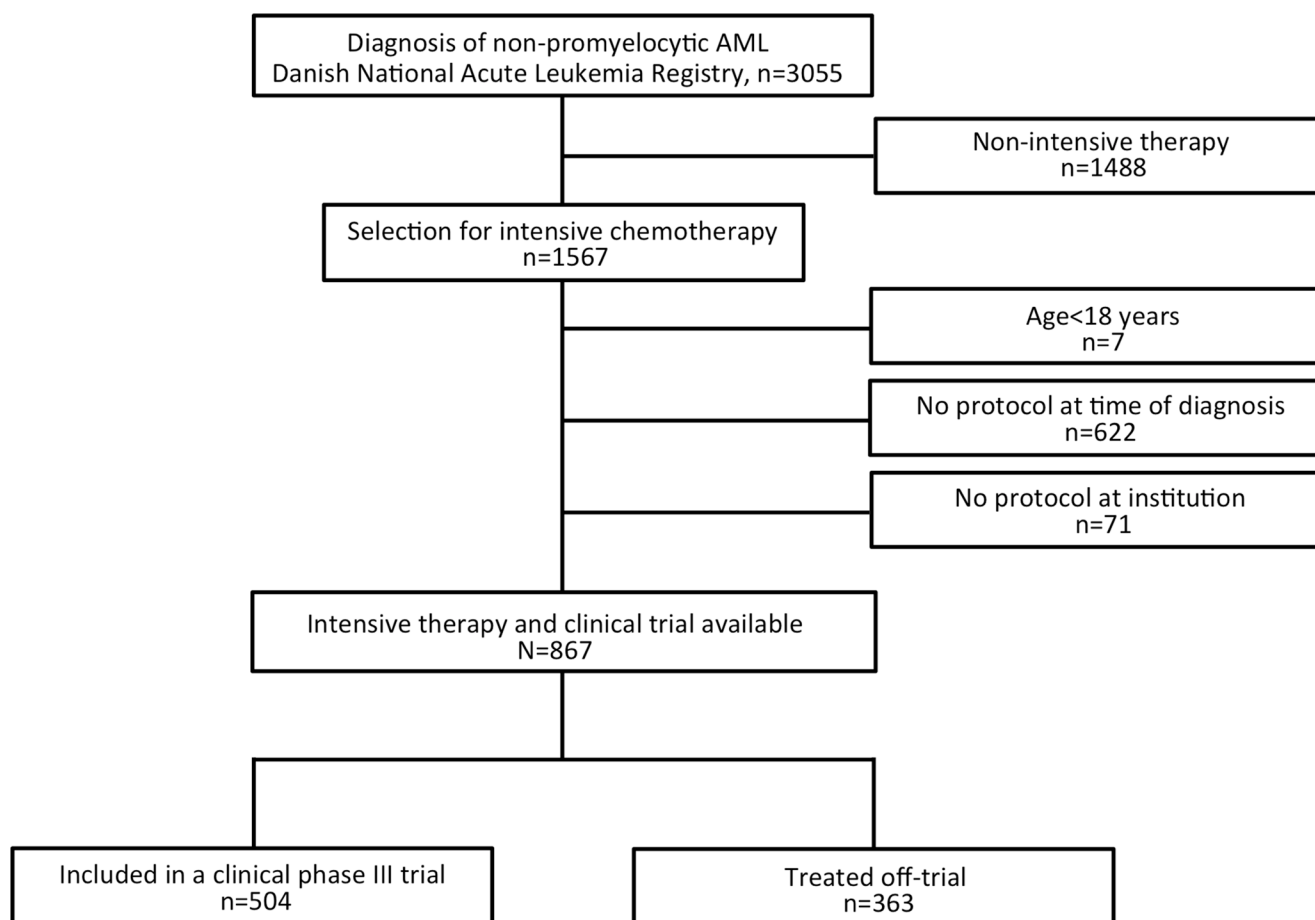 Diagnosis of non-promyelocytic AML
Danish National Acute Leukemia Registry, n=3055
Non-intensive therapy
n=1488
Selection for intensive chemotherapy
n=1567
Age<18 years
n=7
No protocol at time of diagnosis
n=622
No protocol at institution
n=71
Intensive therapy and clinical trial available
N=867
Included in a clinical phase III trial
n=504
Treated off-trial
n=363